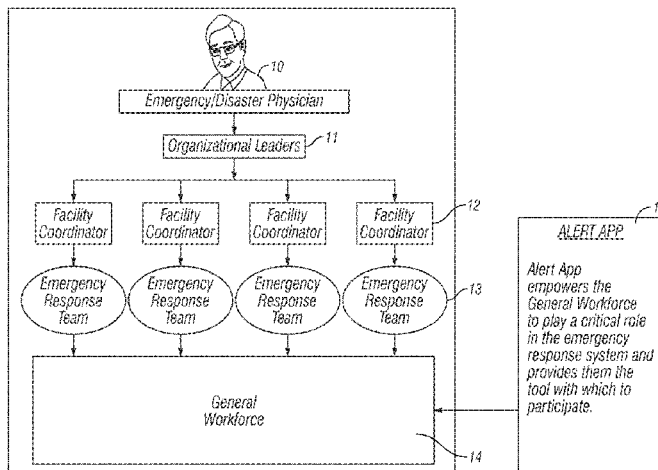 10
Emergency/Disaster Physician
11
Organizational Leaders
Facility
Coordinator
Facility
Coordinator
Facility
Coordinator
Facility
Coordinator
12
Emergency
Response
Team
Emergency
Response
Team
Emergency
Response
Team
Emergency
Response
Team
13
General
Workforce
14
ALERT APP
Alert App
empowers the
General Workforce
to play a critical role
in the emergency
response system and
provides them the
tool with which to
participate.